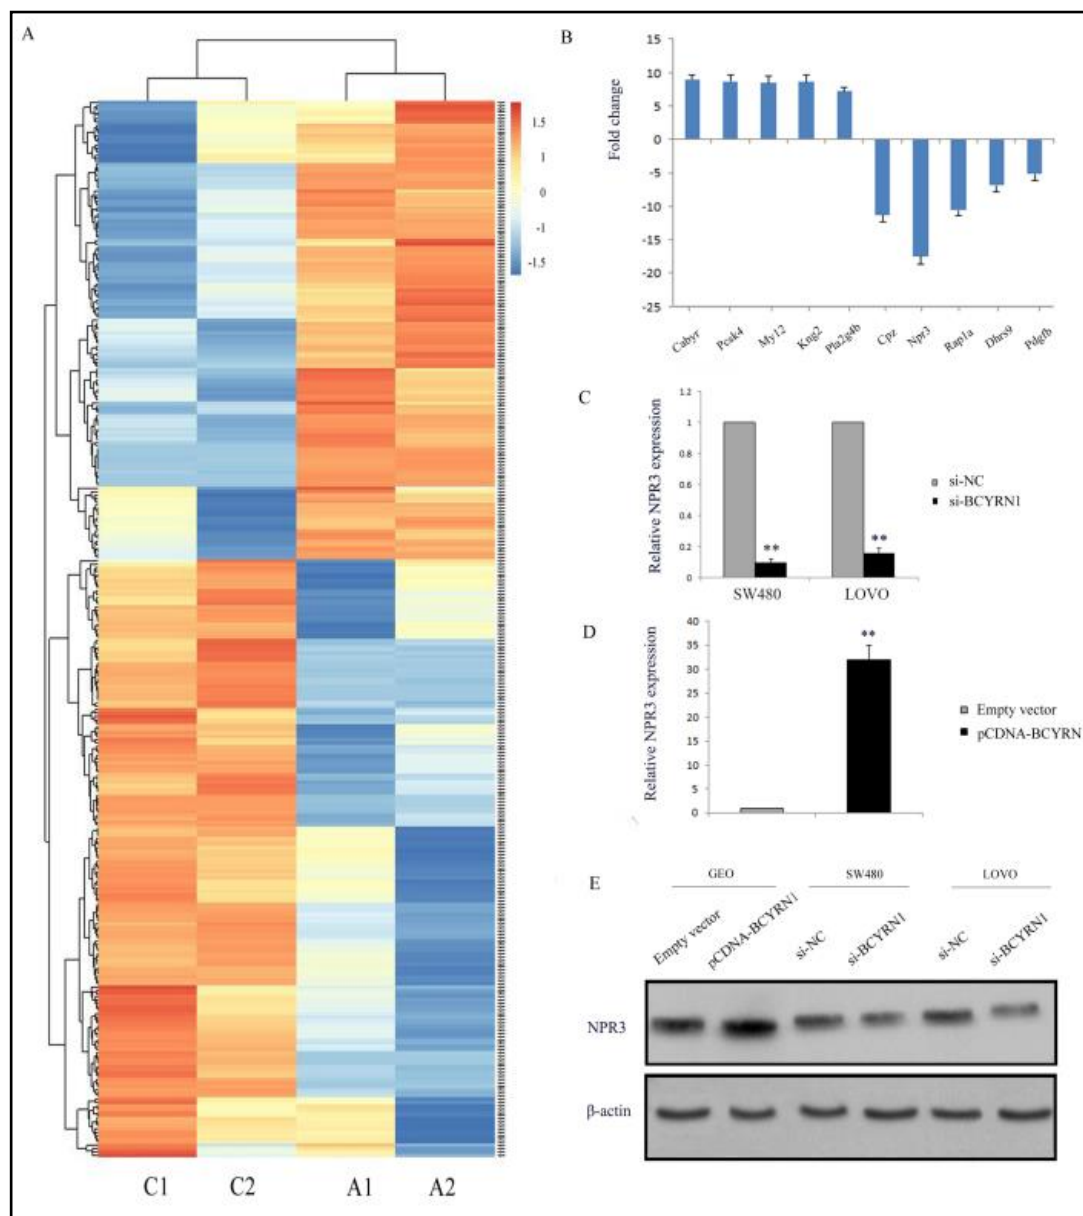 A
1.5
1
0
-1
-1.5
C1 C2 A1 A2
B
Fold change
15
10
5
0
-5
-10
-15
-20
-25
Cabyr Pcsk4 My12 Kng2 Pla2g4b Cpz Npr3 Rap1a Dhrs9 Pdgfb
C
Relative NPR3 expression
1.2
1
0.8
0.6
0.4
0.2
0
** **
SW480 LOVO
si-NC
si-BCYRN1
D
Relative NPR3 expression
40
35
30
25
20
15
10
5
0
**
Empty vector
pCDNA-BCYRN
E
GEO SW480 LOVO
Empty vector pCDNA-BCYRN1 si-NC si-BCYRN1 si-NC si-BCYRN1
NPR3
β-actin